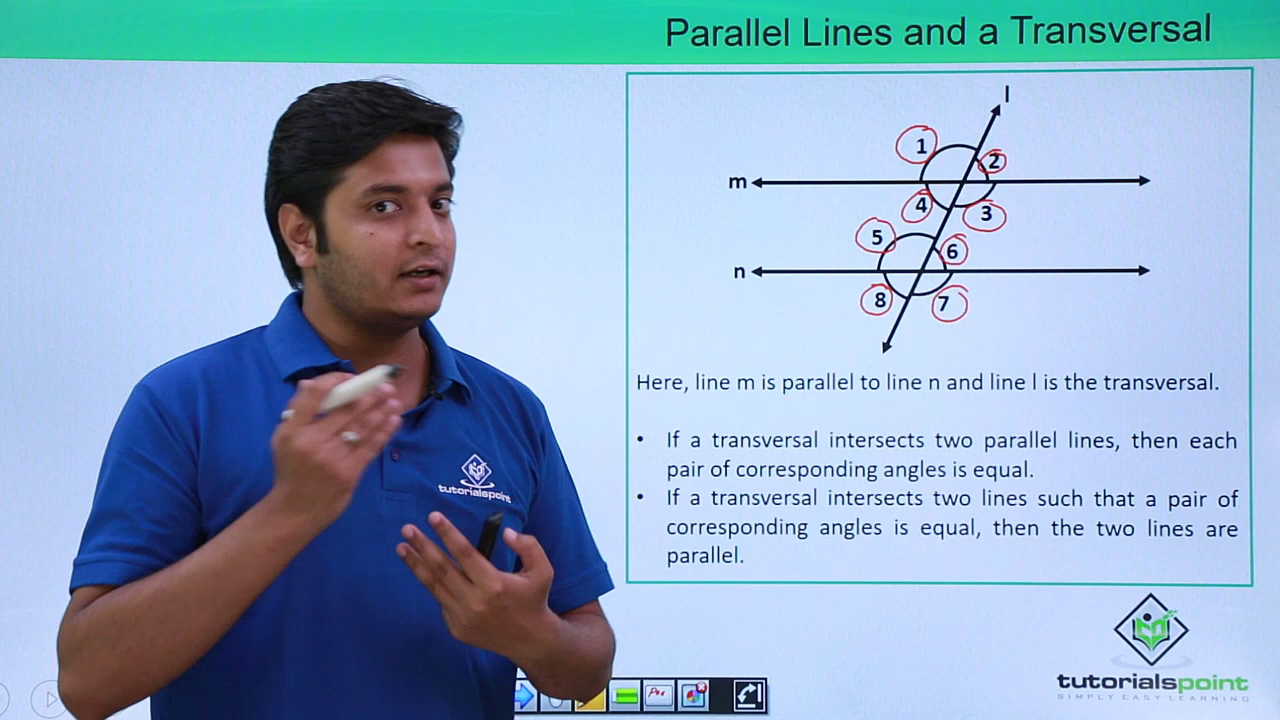 Parallel Lines and a Transversal
l
1
2
m
4
3
5
6
n
8
7
Here, line m is parallel to line n and line l is the transversal.
• If a transversal intersects two parallel lines, then each
pair of corresponding angles is equal.
• If a transversal intersects two lines such that a pair of
corresponding angles is equal, then the two lines are
parallel.
tutorialspoint
Pen
tutorialspoint
SIMPLY EASY LEARNING